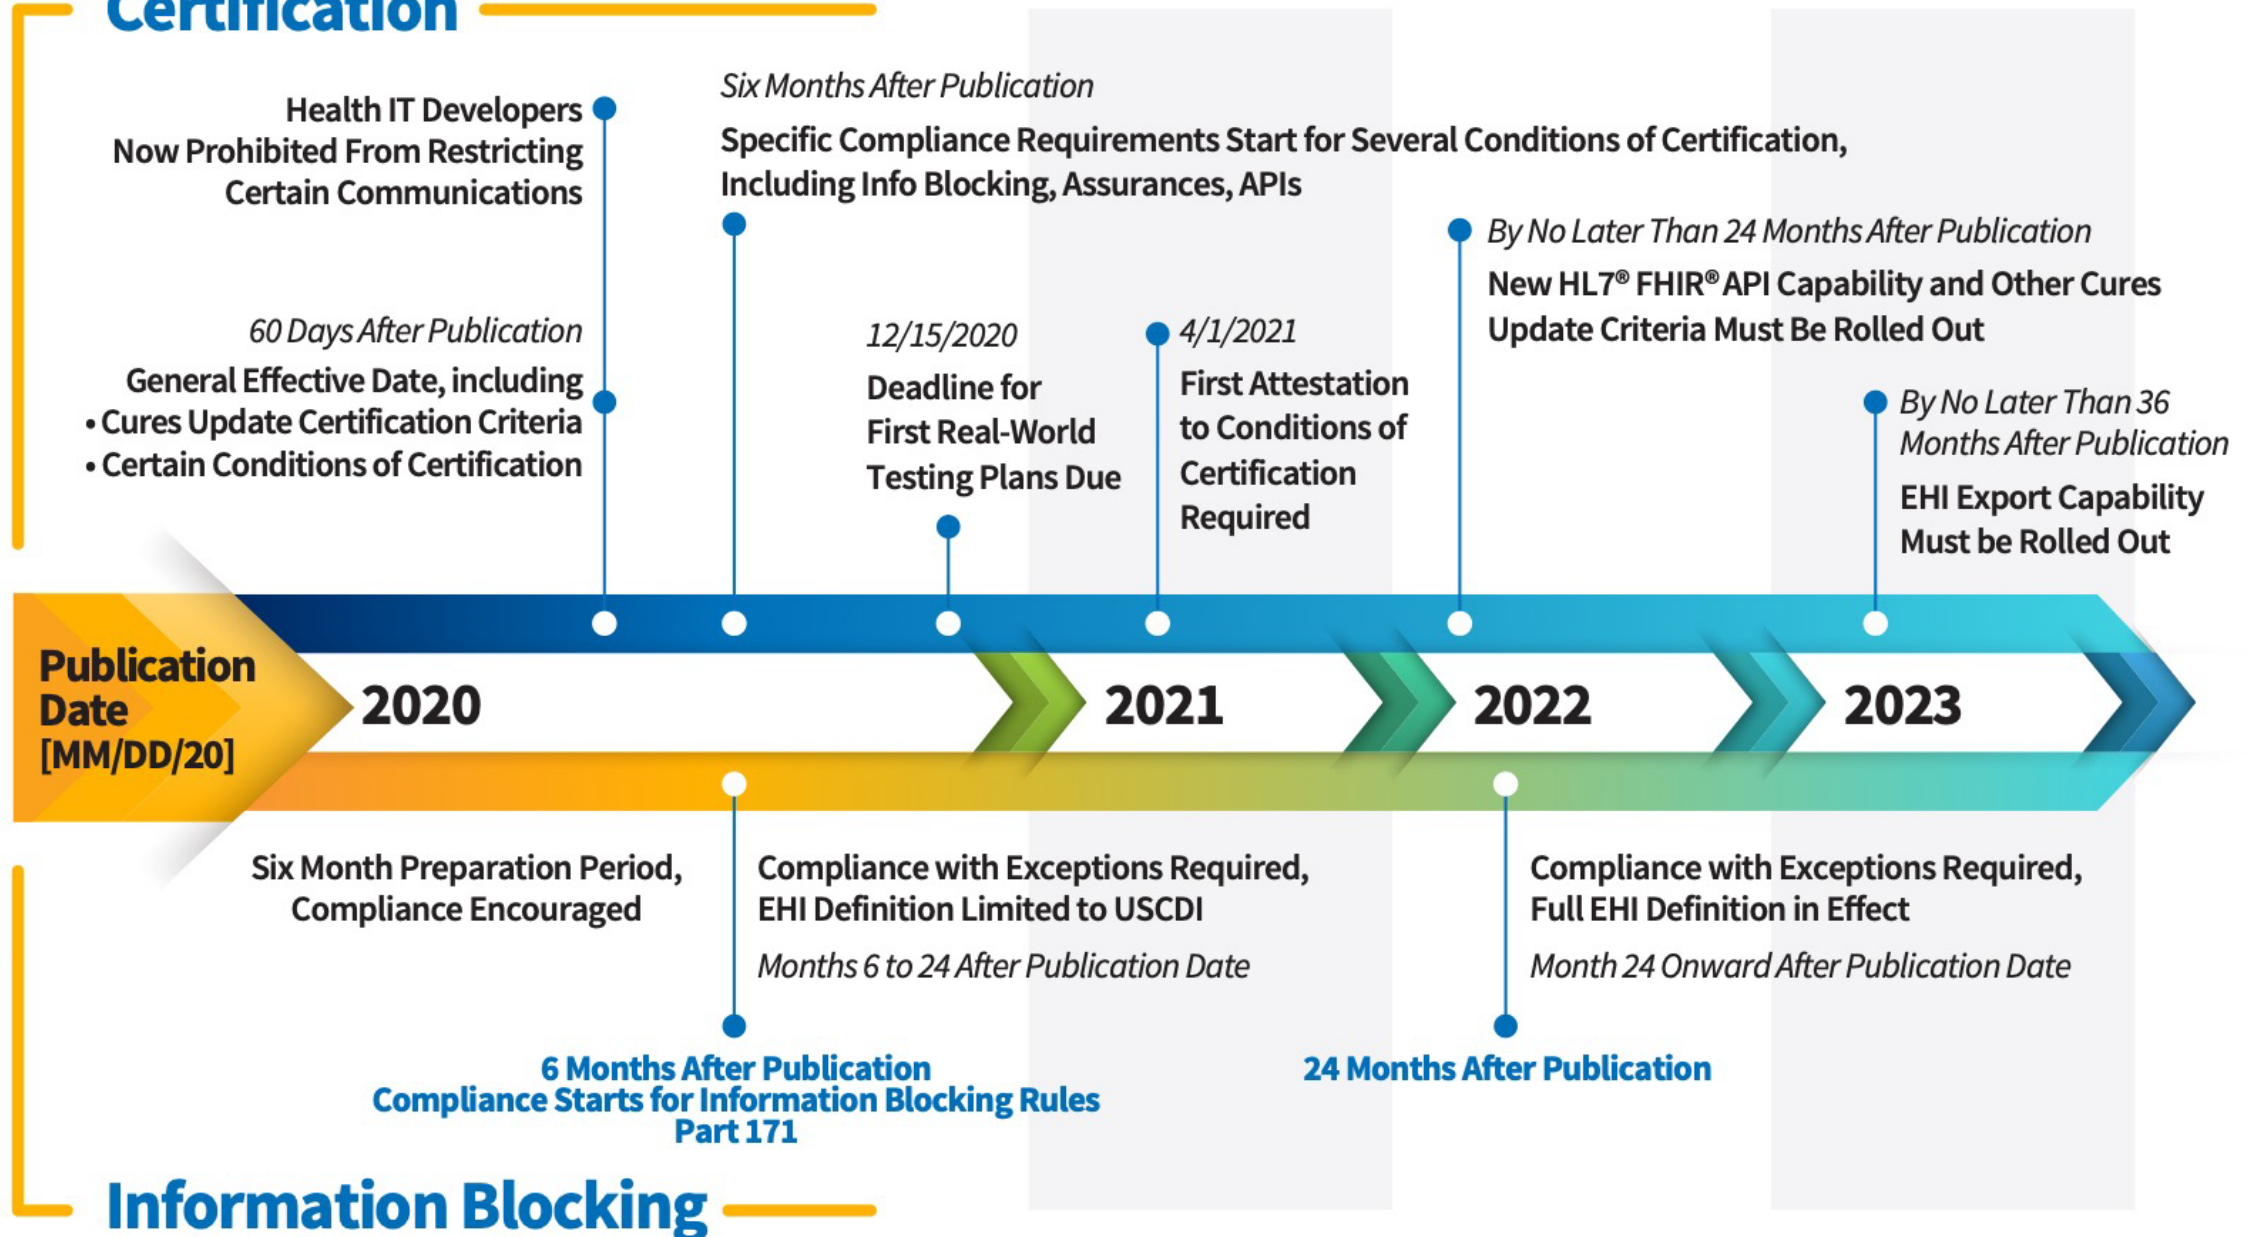 Certification
Health IT Developers
Now Prohibited From Restricting
Certain Communications
60 Days After Publication
General Effective Date, including
• Cures Update Certification Criteria
• Certain Conditions of Certification
Six Months After Publication
Specific Compliance Requirements Start for Several Conditions of Certification,
Including Info Blocking, Assurances, APIs
12/15/2020
Deadline for
First Real-World
Testing Plans Due
4/1/2021
First Attestation
to Conditions of
Certification
Required
By No Later Than 24 Months After Publication
New HL7® FHIR® API Capability and Other Cures
Update Criteria Must Be Rolled Out
By No Later Than 36
Months After Publication
EHI Export Capability
Must be Rolled Out
Publication
Date
[MM/DD/20]
2020
2021
2022
2023
Six Month Preparation Period,
Compliance Encouraged
Compliance with Exceptions Required,
EHI Definition Limited to USCDI
Months 6 to 24 After Publication Date
6 Months After Publication
Compliance Starts for Information Blocking Rules
Part 171
Compliance with Exceptions Required,
Full EHI Definition in Effect
Month 24 Onward After Publication Date
24 Months After Publication
Information Blocking